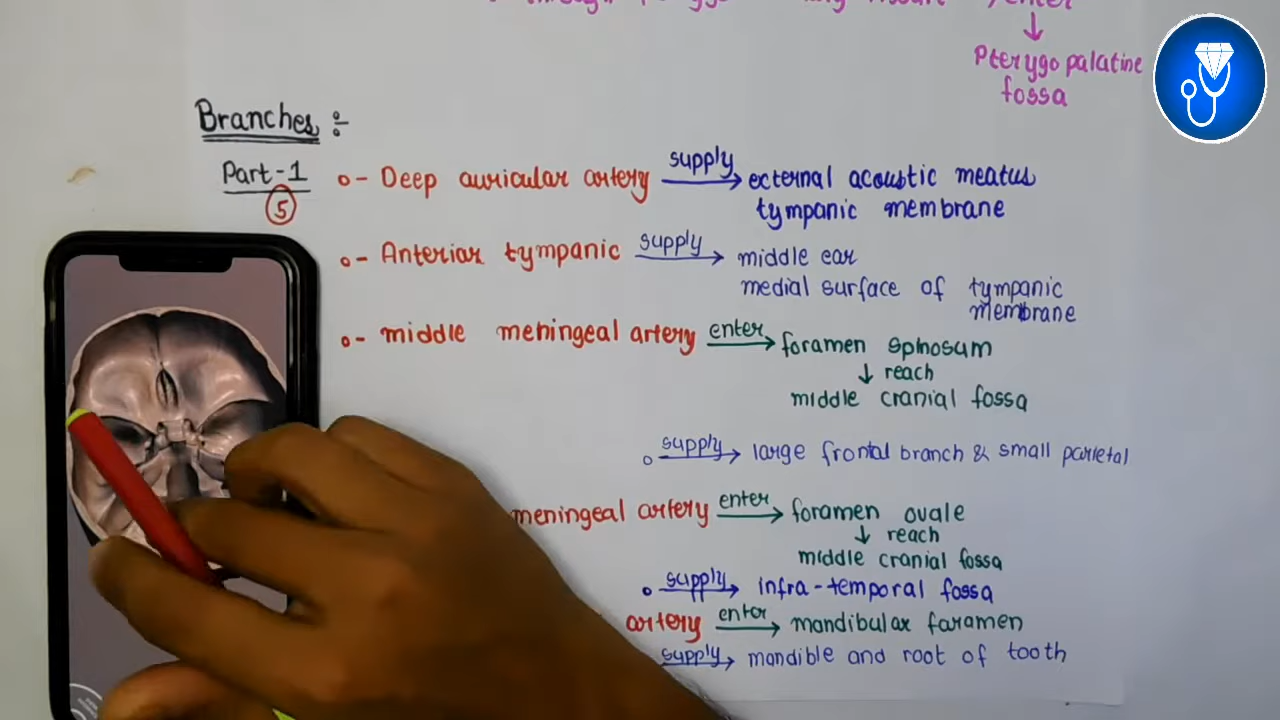 Pterygo palatine
fossa
Branches ÷
Part-1
5
o- Deep auricular artery supply → external acoustic meatus
tympanic membrane
o- Anteriar tympanic supply → middle ear
medial surface of tympanic
membrane
o- middle meningeal artery enter → foramen spinosum
↓ reach
middle cranial fossa
o supply → large frontal branch & small parietal
meningeal artery enter → foramen ovale
↓ reach
middle cranial fossa
o supply → infra-temporal fossa
artery enter → mandibular faramen
supply → mandible and root of tooth